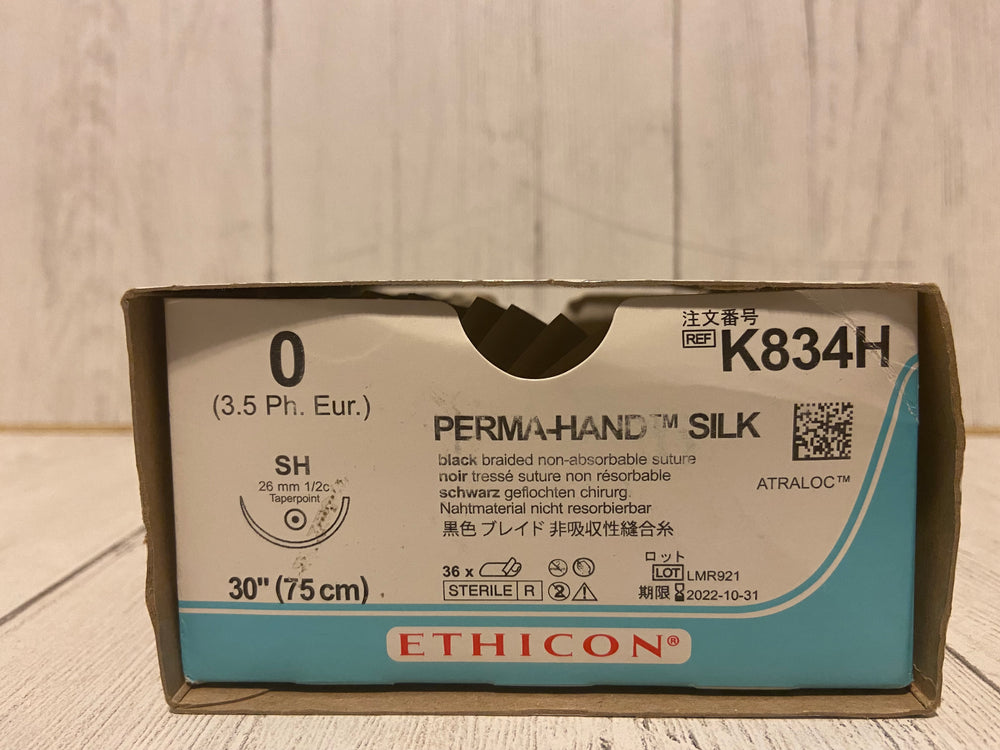 0
(3.5 Ph. Eur.)
SH
26 mm 1/2c
Taperpoint
30" (75 cm)
注文番号
REF K834H
PERMA-HAND™ SILK
black braided non-absorbable suture
noir tressé suture non résorbable
schwarz geflochten chirurg.
Nahtmaterial nicht resorbierbar
黒色 ブレイド 非吸収性縫合糸
ATRALOC™
36 x
STERILE R
2
ロット
LOT LMR921
期限 2022-10-31
ETHICON®